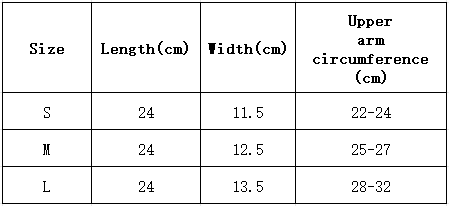 Size Length(cm) Width(cm) Upper
arm
circumference
(cm)
S 24 11.5 22-24
M 24 12.5 25-27
L 24 13.5 28-32